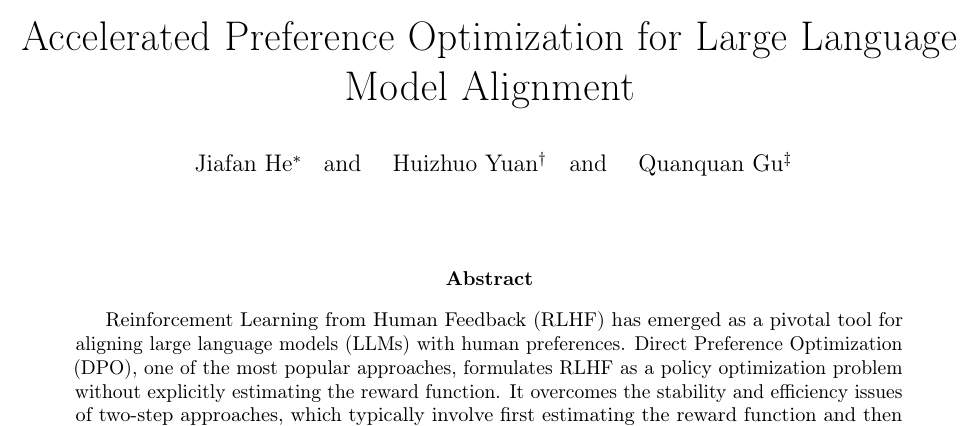 Accelerated Preference Optimization for Large Language
Model Alignment
Jiafan He* and Huizhuo Yuan† and Quanquan Gu‡
Abstract
Reinforcement Learning from Human Feedback (RLHF) has emerged as a pivotal tool for
aligning large language models (LLMs) with human preferences. Direct Preference Optimization
(DPO), one of the most popular approaches, formulates RLHF as a policy optimization problem
without explicitly estimating the reward function. It overcomes the stability and efficiency issues
of two-step approaches, which typically involve first estimating the reward function and then